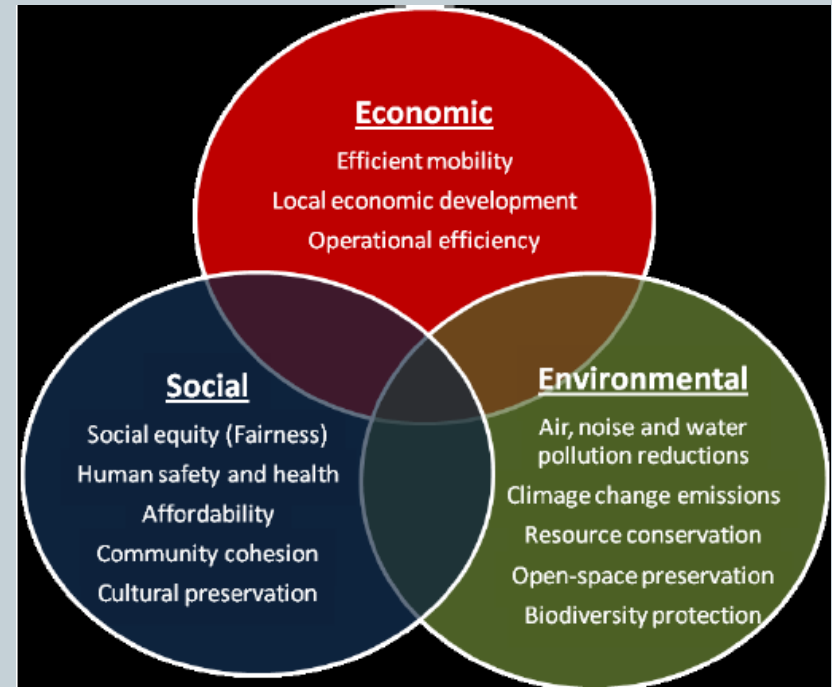 Economic
Efficient mobility
Local economic development
Operational efficiency
Social
Social equity (Fairness)
Human safety and health
Affordability
Community cohesion
Cultural preservation
Environmental
Air, noise and water
pollution reductions
Climage change emissions
Resource conservation
Open-space preservation
Biodiversity protection